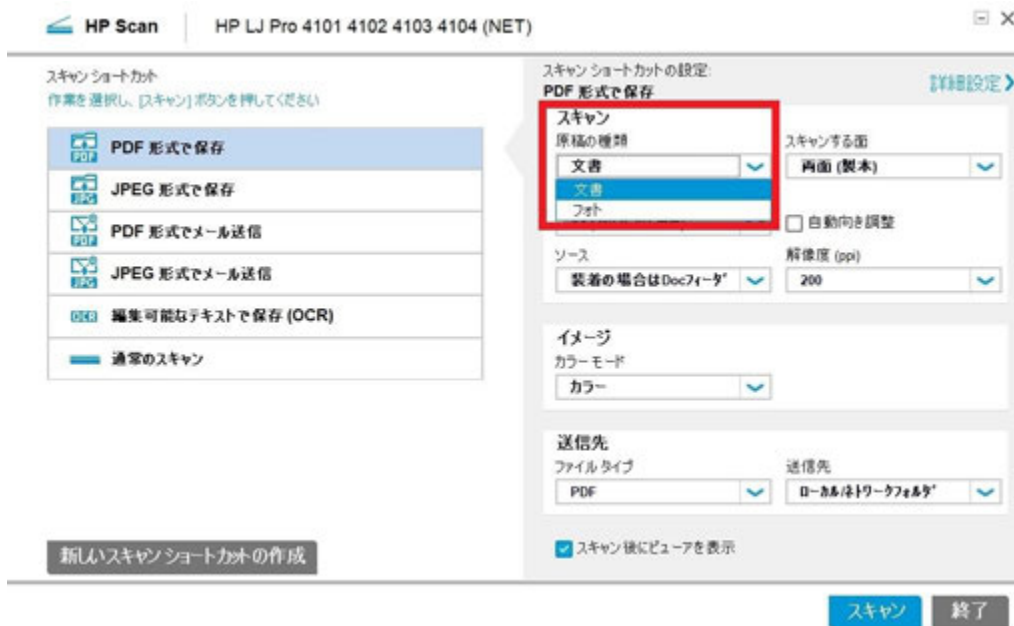 HP Scan
HP LJ Pro 4101 4102 4103 4104 (NET)
スキャン ショートカット
作業を選択し、[スキャン] ボタンを押してください
PDF 形式で保存
JPEG 形式で保存
PDF 形式でメール送信
JPEG 形式でメール送信
編集可能なテキストで保存 (OCR)
通常のスキャン
新しいスキャン ショートカットの作成
スキャン ショートカットの設定:
PDF 形式で保存
詳細設定
スキャン
原稿の種類
スキャンする面
文書
両面 (製本)
文書
フォト
自動向き調整
ソース
解像度 (ppi)
装着の場合はDocフィーダ
200
イメージ
カラー モード
カラー
送信先
ファイル タイプ
送信先
PDF
ローカル/ネトワークフォルダ
スキャン後にビューアを表示
スキャン
終了